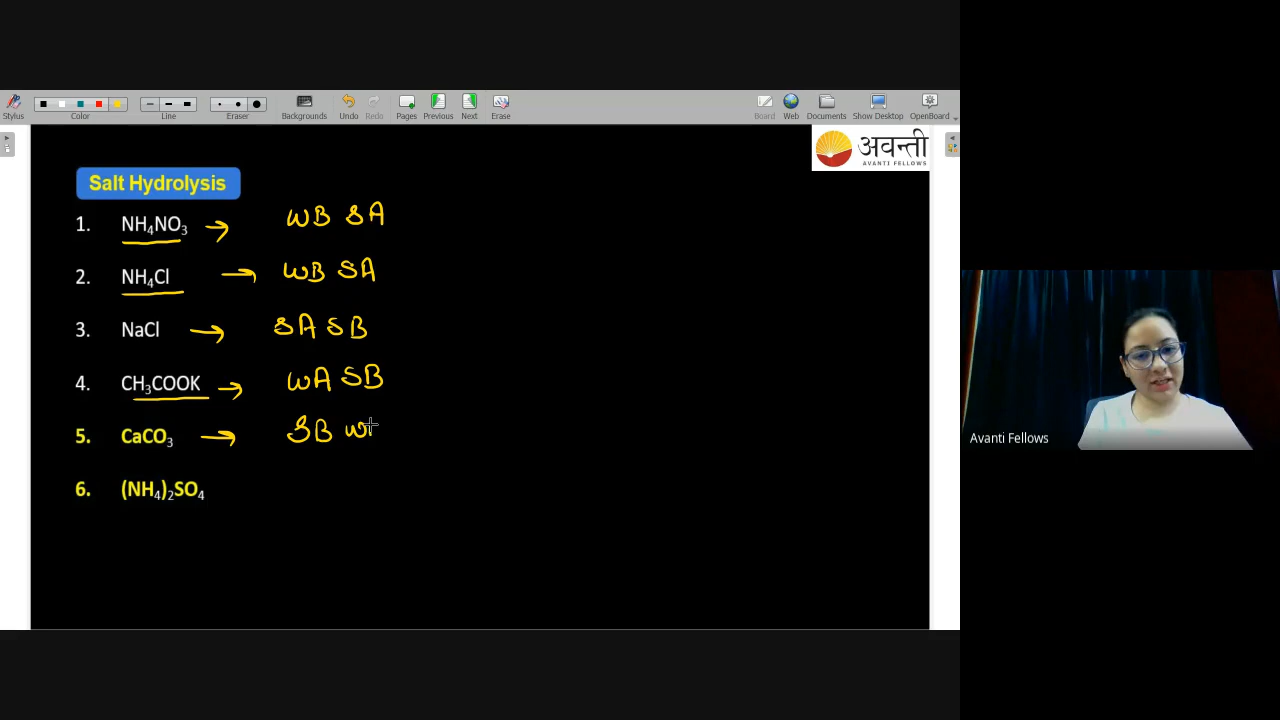 Stylus Color Line Eraser Backgrounds Undo Redo Pages Previous Next Erase Board Web Documents Show Desktop OpenBoard
अवन्ती
AVANTI FELLOWS
Salt Hydrolysis
1. NH₄NO₃ → WB SA
2. NH₄Cl → WB SA
3. NaCl → SA SB
4. CH₃COOK → WA SB
5. CaCO₃ → SB W
6. (NH₄)₂SO₄
Avanti Fellows